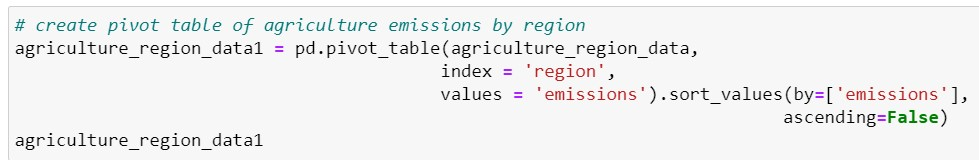 # create pivot table of agriculture emissions by region
agriculture_region_data1 = pd.pivot_table(agriculture_region_data,
index = 'region',
values = 'emissions').sort_values(by=['emissions'],
ascending=False)
agriculture_region_data1